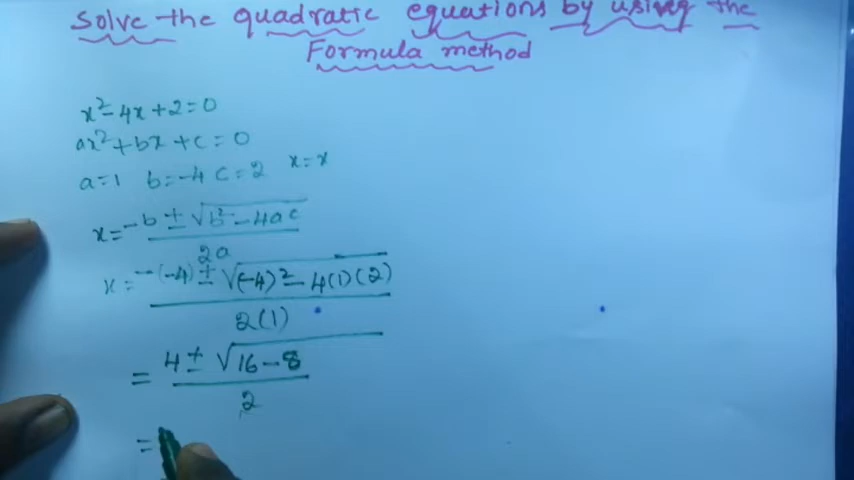 Solve the quadratic equations by using the
Formula method
x² - 4x + 2 = 0
ax² + bx + c = 0
a=1 b=-4 c=2 x=x
x = -b ± √b² - 4ac / 2a
x = -(-4) ± √(-4)² - 4(1)(2) / 2(1)
= 4 ± √16-8 / 2
=